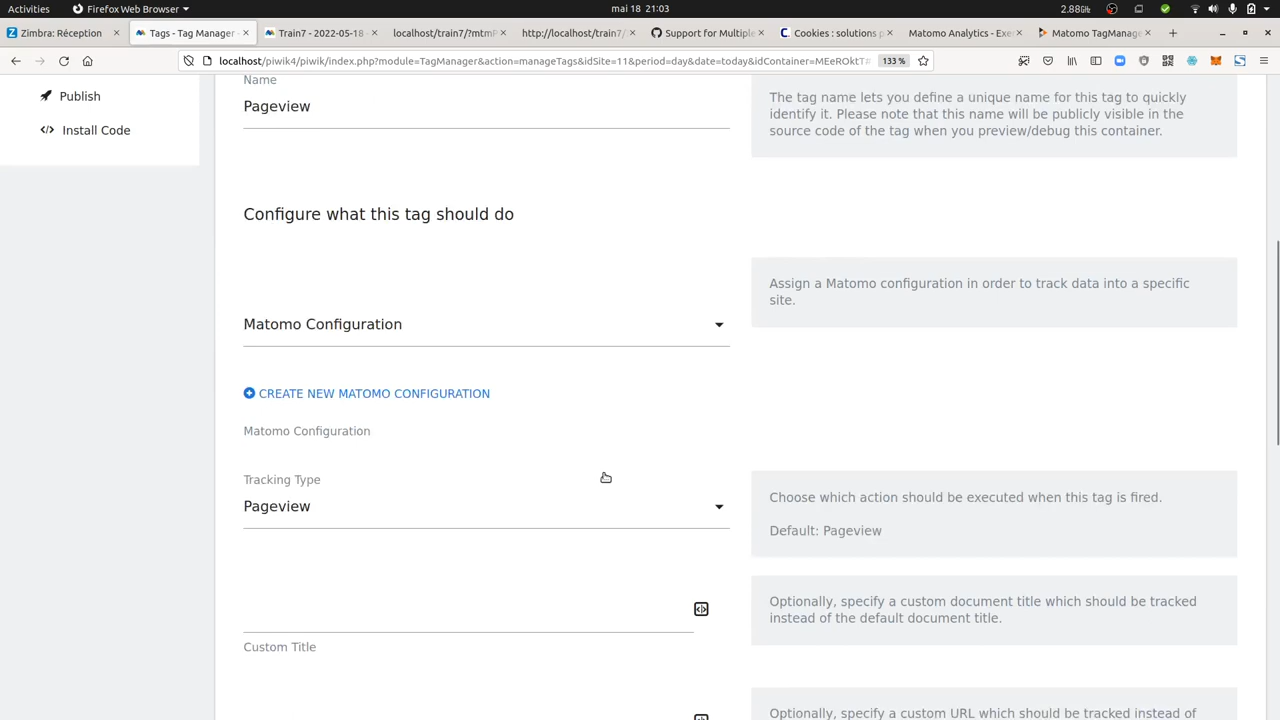 Activities
Firefox Web Browser
mai 18 21:03
2.88GiB
Zimbra: Réception
Tags - Tag Manager -
Train7 - 2022-05-18 -
localhost/train7/?mtmP
http://localhost/train7/
Support for Multiple
Cookies : solutions p
Matomo Analytics - Exe
Matomo TagManage
localhost/piwik4/piwik/index.php?module=TagManager&action=manageTags&idSite=11&period=day&date=today&idContainer=MEeROktT
133 %
Publish
Install Code
Name
Pageview
The tag name lets you define a unique name for this tag to quickly
identify it. Please note that this name will be publicly visible in the
source code of the tag when you preview/debug this container.
Configure what this tag should do
Assign a Matomo configuration in order to track data into a specific
site.
Matomo Configuration
CREATE NEW MATOMO CONFIGURATION
Matomo Configuration
Tracking Type
Pageview
Choose which action should be executed when this tag is fired.
Default: Pageview
Optionally, specify a custom document title which should be tracked
instead of the default document title.
Custom Title
Optionally, specify a custom URL which should be tracked instead of